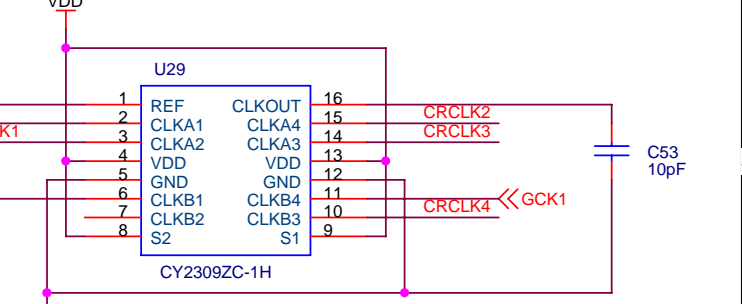 VDD
U29
1 REF CLKOUT 16
2 CLKA1 CLKA4 15 CRCLK2
K1 3 CLKA2 CLKA3 14 CRCLK3
4 VDD VDD 13
5 GND GND 12
6 CLKB1 CLKB4 11 GCK1
7 CLKB2 CLKB3 10 CRCLK4
8 S2 S1 9
CY2309ZC-1H
C53
10pF